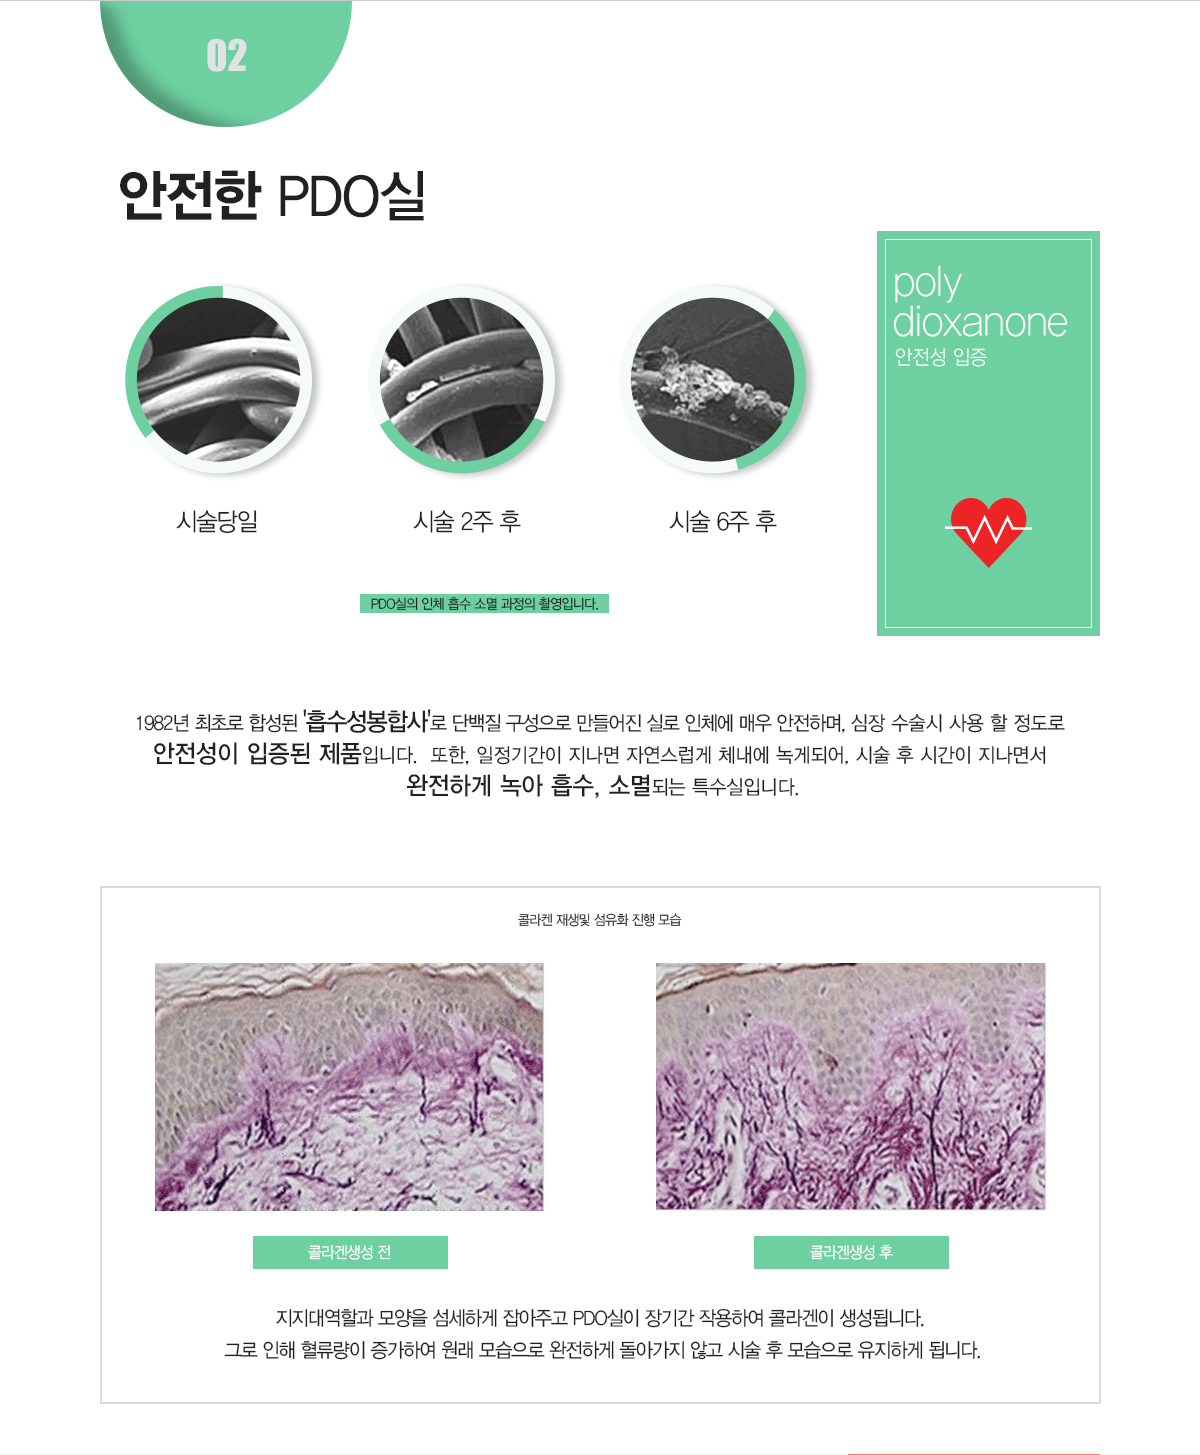 02
안전한 PDO실
poly
dioxanone
안전성 입증
시술당일
시술 2주 후
시술 6주 후
PDO실의 인체 흡수 소멸 과정의 촬영입니다.
1982년 최초로 합성된 '흡수성봉합사'로 단백질 구성으로 만들어진 실로 인체에 매우 안전하며, 심장 수술시 사용 할 정도로
안전성이 입증된 제품입니다. 또한, 일정기간이 지나면 자연스럽게 체내에 녹게되어, 시술 후 시간이 지나면서
완전하게 녹아 흡수, 소멸되는 특수실입니다.
콜라켄 재생및 섬유화 진행 모습
콜라겐생성 전
콜라겐생성 후
지지대역할과 모양을 섬세하게 잡아주고 PDO실이 장기간 작용하여 콜라겐이 생성됩니다.
그로 인해 혈류량이 증가하여 원래 모습으로 완전하게 돌아가지 않고 시술 후 모습으로 유지하게 됩니다.